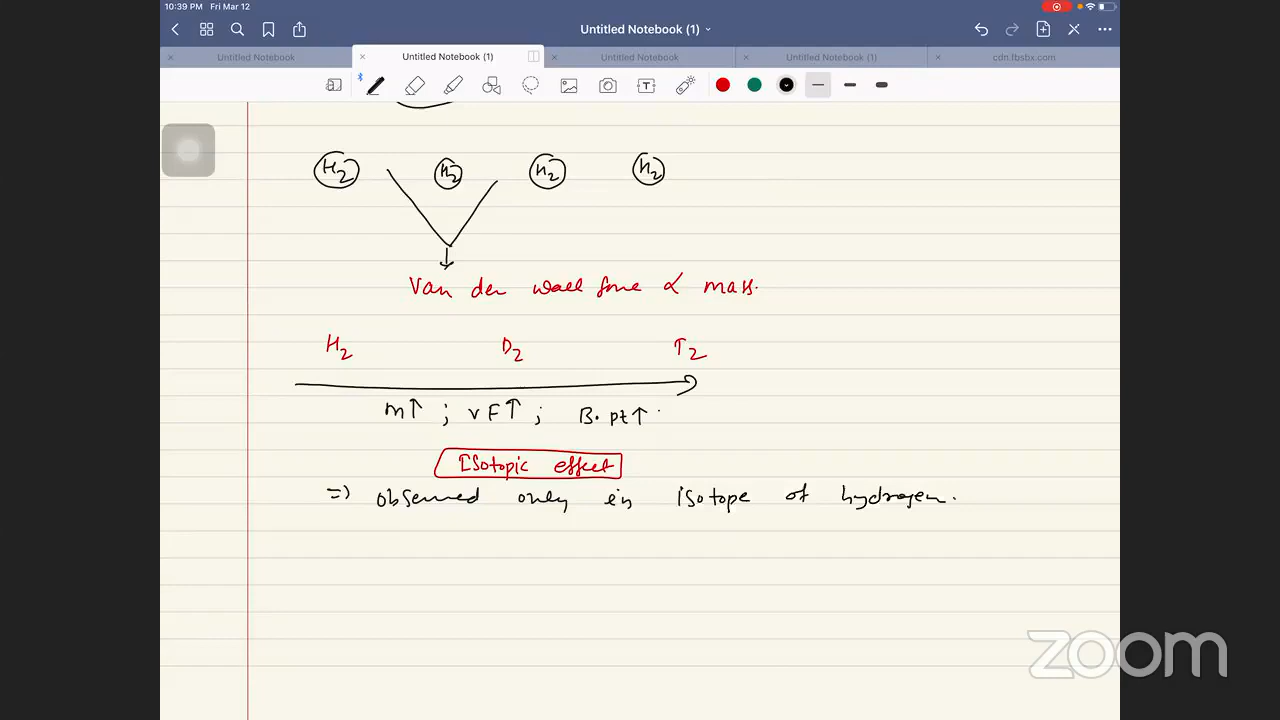 10:39 PM Fri Mar 12
Untitled Notebook (1)
Untitled Notebook
Untitled Notebook (1)
Untitled Notebook
Untitled Notebook (1)
cdn.fbsbx.com
H2 H2 H2 H2
Van der wall force ∝ mass.
H2 D2 T2
m↑ ; vF↑ ; B.pt↑
Isotopic effect
=> observed only in isotope of hydrogen.
zoom